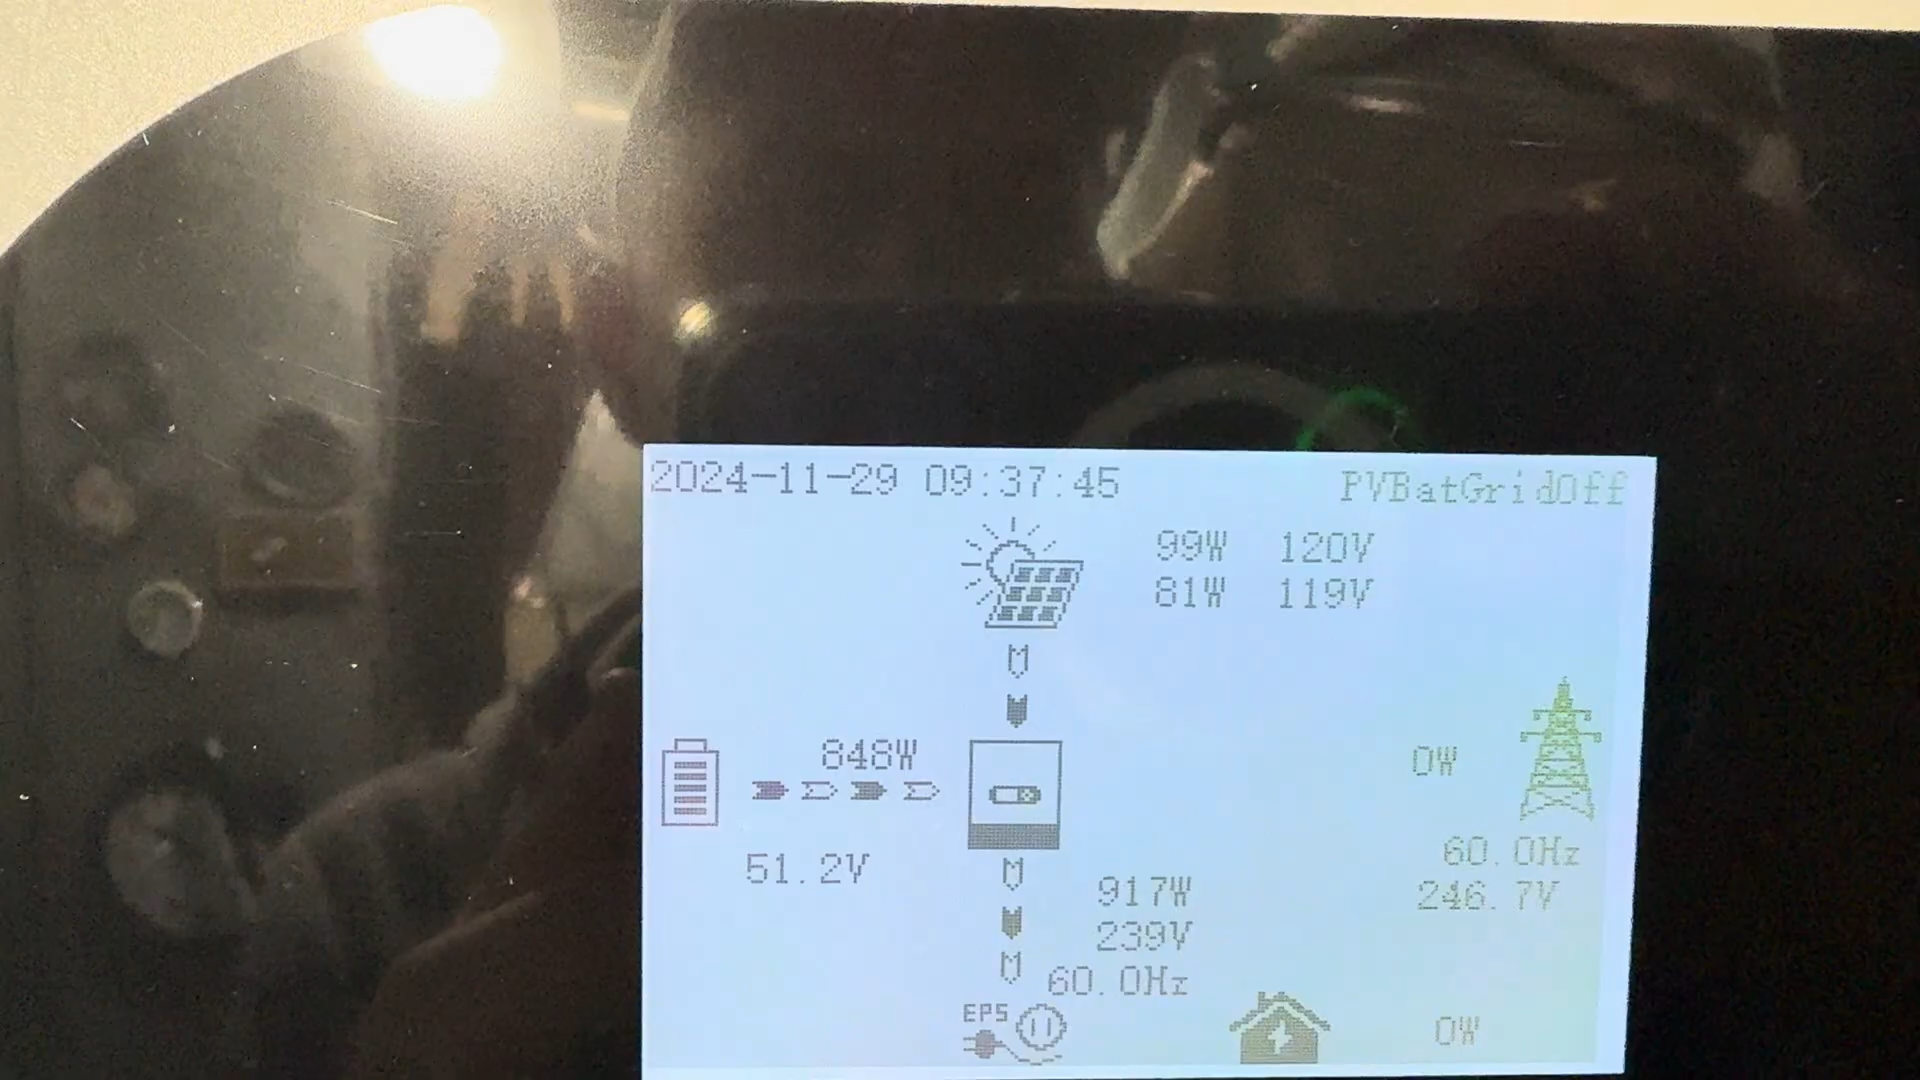 2024-11-29 09:37:45 PVBatGridOff
99W 120V
81W 119V
848W
0W
51.2V
60.0Hz
246.7V
917W
239V
60.0Hz
EPS
0W